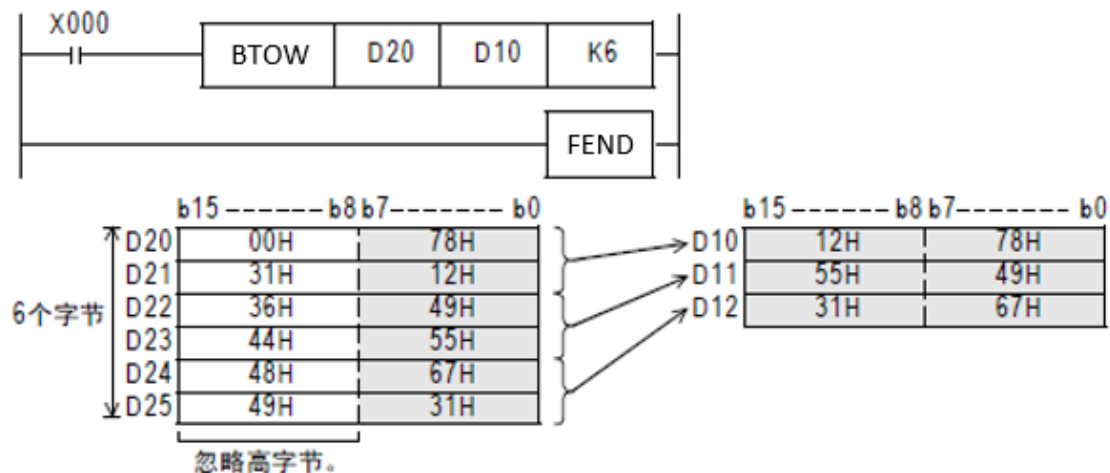 X000
BTOW D20 D10 K6
FEND
b15 ------- b8 b7 ------- b0 b15 ------- b8 b7 ------- b0
D20 00H 78H D10 12H 78H
D21 31H 12H D11 55H 49H
6个字节 D22 36H 49H D12 31H 67H
D23 44H 55H
D24 48H 67H
D25 49H 31H
忽略高字节。